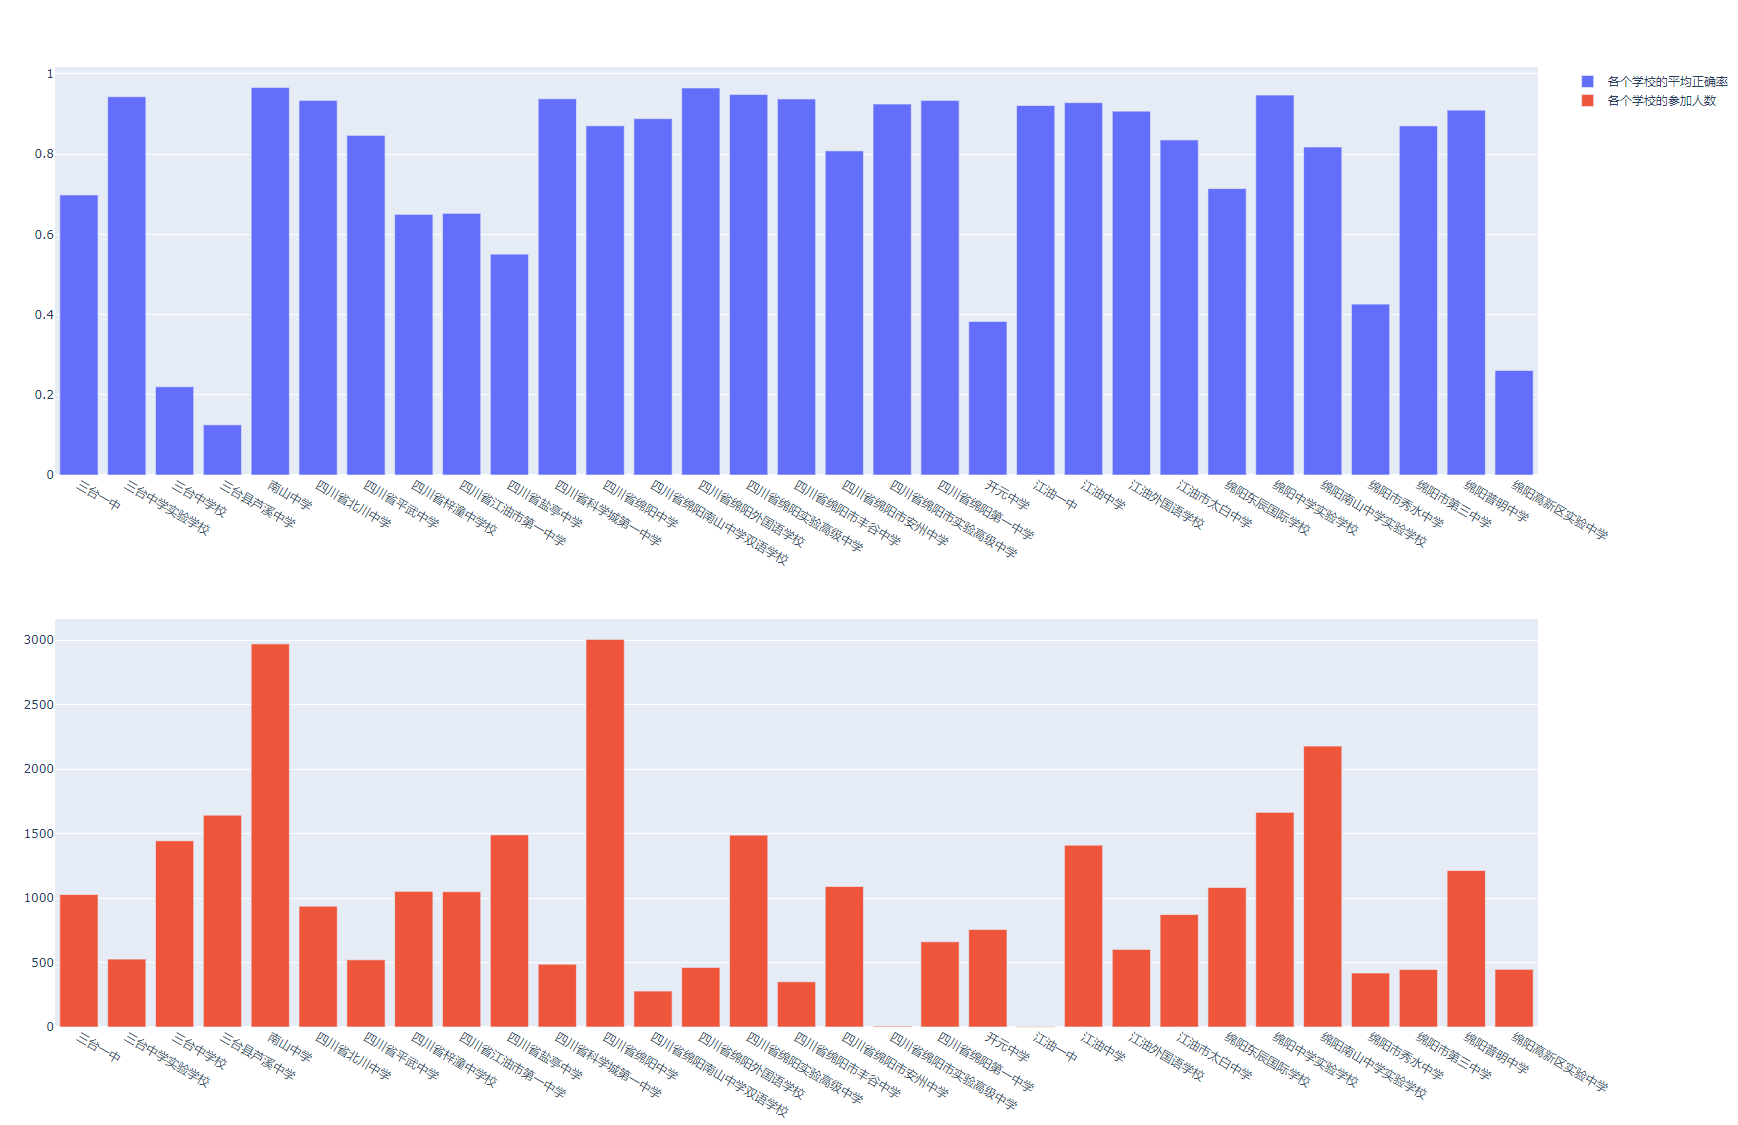 各个学校的平均正确率
各个学校的参加人数
1
0.8
0.6
0.4
0.2
0
三台一中
三台中学实验学校
三台中学校
三台县芦溪中学
南山中学
四川省北川中学
四川省平武中学
四川省梓潼中学校
四川省江油市第一中学
四川省盐亭中学
四川省科学城第一中学
四川省绵阳中学
四川省绵阳南山中学双语学校
四川省绵阳外国语学校
四川省绵阳实验高级中学
四川省绵阳市丰谷中学
四川省绵阳市安州中学
四川省绵阳市实验高级中学
四川省绵阳第一中学
开元中学
江油一中
江油中学
江油外国语学校
江油市太白中学
绵阳东辰国际学校
绵阳中学实验学校
绵阳南山中学实验学校
绵阳市秀水中学
绵阳市第三中学
绵阳普明中学
绵阳高新区实验中学
3000
2500
2000
1500
1000
500
0
三台一中
三台中学实验学校
三台中学校
三台县芦溪中学
南山中学
四川省北川中学
四川省平武中学
四川省梓潼中学校
四川省江油市第一中学
四川省盐亭中学
四川省科学城第一中学
四川省绵阳中学
四川省绵阳南山中学双语学校
四川省绵阳外国语学校
四川省绵阳实验高级中学
四川省绵阳市丰谷中学
四川省绵阳市安州中学
四川省绵阳市实验高级中学
四川省绵阳第一中学
开元中学
江油一中
江油中学
江油外国语学校
江油市太白中学
绵阳东辰国际学校
绵阳中学实验学校
绵阳南山中学实验学校
绵阳市秀水中学
绵阳市第三中学
绵阳普明中学
绵阳高新区实验中学